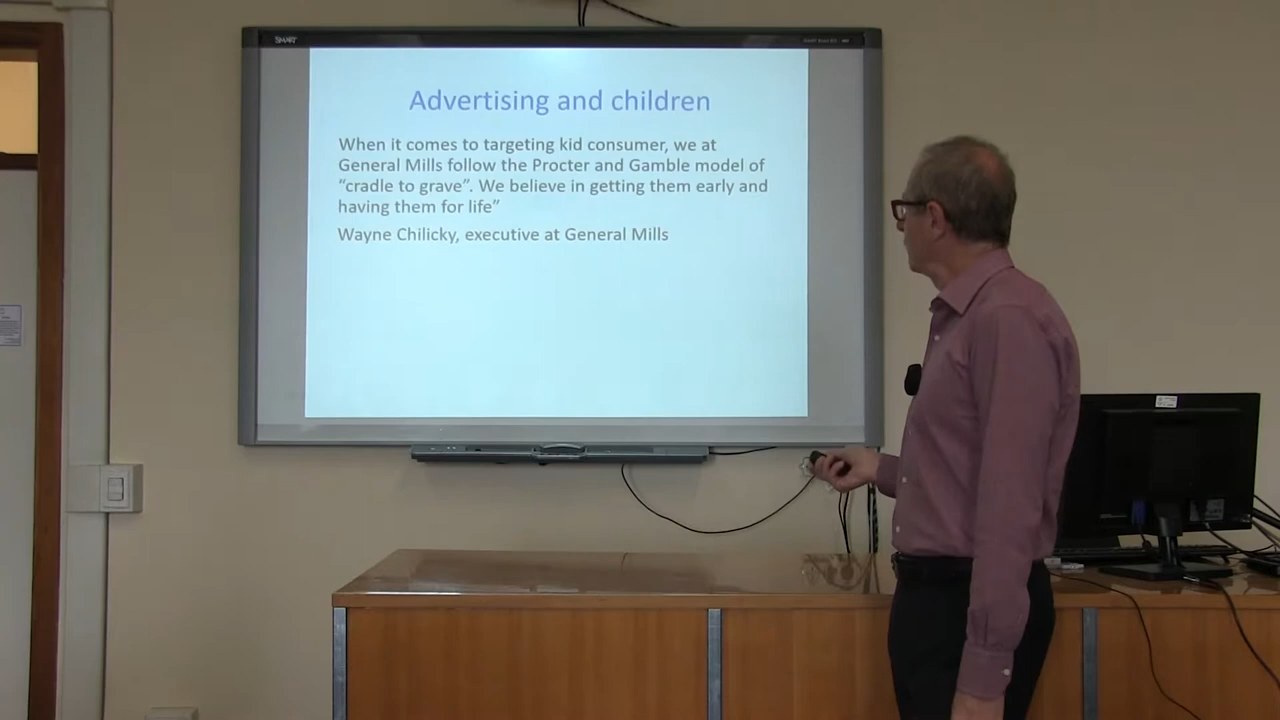 SMART
Advertising and children
When it comes to targeting kid consumer, we at
General Mills follow the Procter and Gamble model of
“cradle to grave”. We believe in getting them early and
having them for life”
Wayne Chilicky, executive at General Mills